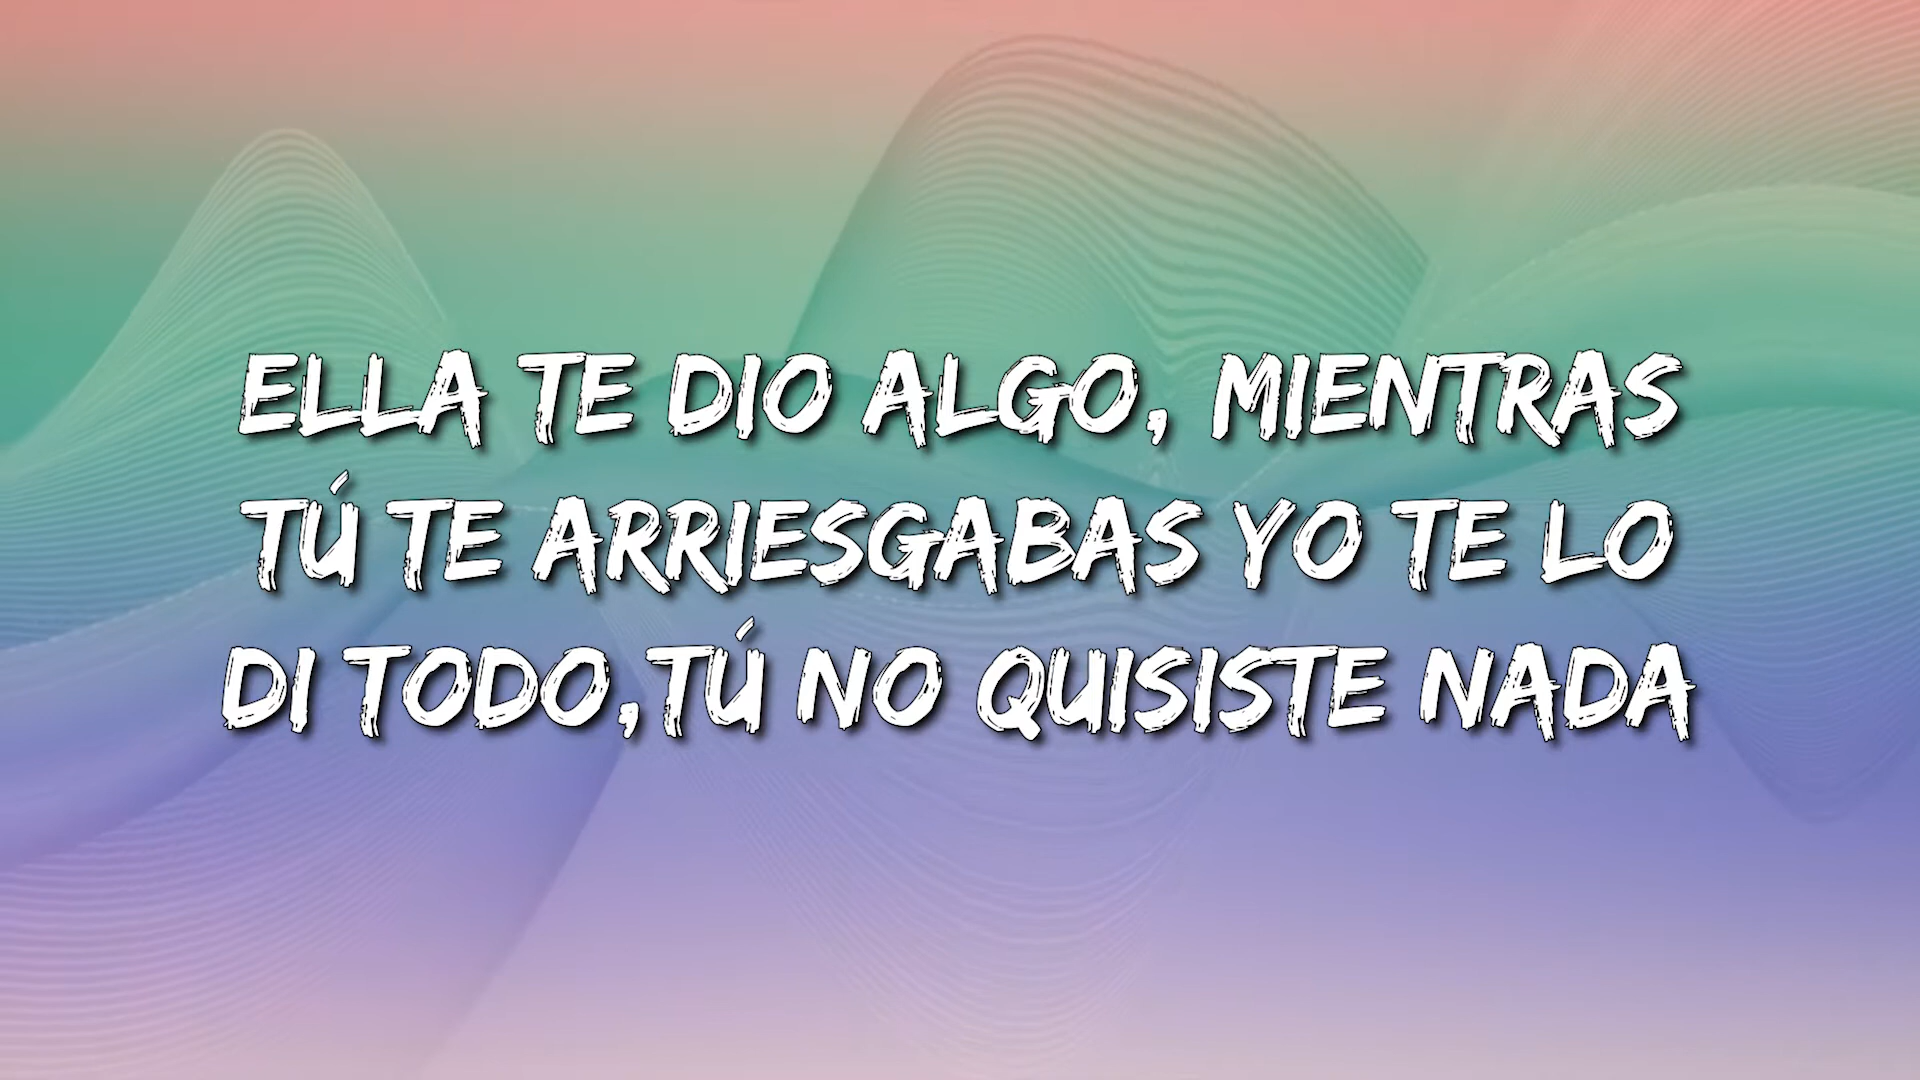 ELLA TE DIO ALGO, MIENTRAS
TÚ TE ARRIESGABAS YO TE LO
DI TODO,TÚ NO QUISISTE NADA